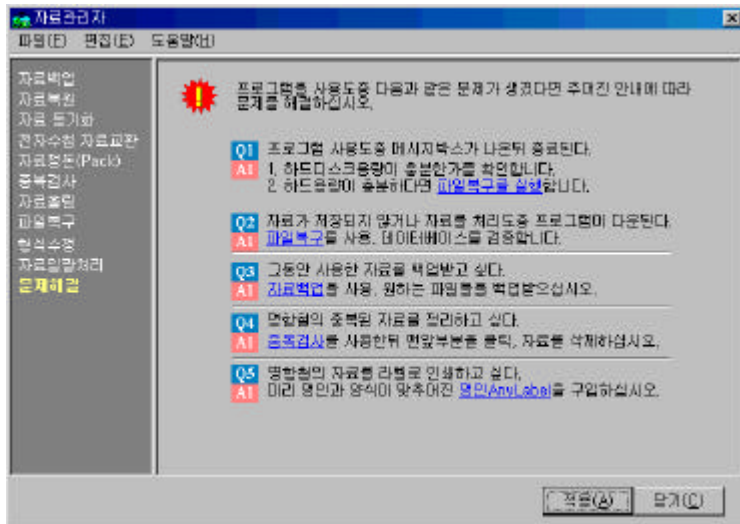 자료관리자
파일(F) 편집(E) 도움말(H)
자료백업
자료복원
자료 동기화
전자수첩 자료교환
자료정돈(Pack)
중복검사
자료올림
파일복구
형식수정
자료일괄처리
문제해결
프로그램을 사용도중 다음과 같은 문제가 생겼다면 주어진 안내에 따라
문제를 해결하십시오.
Q1 프로그램 사용도중 메시지박스가 나온뒤 종료된다.
A1 1. 하드디스크용량이 충분한가를 확인합니다.
2. 하드용량이 충분하다면 파일복구를 실행합니다.
Q2 자료가 저장되지 않거나 자료를 처리도중 프로그램이 다운된다.
A1 파일복구를 사용, 데이터베이스를 검증합니다.
Q3 그동안 사용한 자료를 백업받고 싶다.
A1 자료백업을 사용, 원하는 파일들을 백업받으십시오.
Q4 명함철의 중복된 자료를 정리하고 싶다.
A1 중복검사를 사용한뒤 맨앞부분을 클릭, 자료를 삭제하십시오.
Q5 명함철의 자료를 라벨로 인쇄하고 싶다.
A1 미리 명인과 양식이 맞추어진 명인AnyLabel을 구입하십시오.
적용(A) 닫기(C)